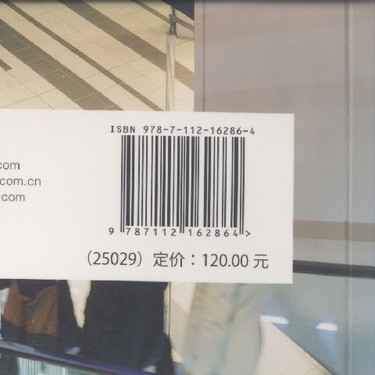 ISBN 978-7-112-16286-4
com
com.cn
com
9 787112 162864 >
（25029）定价：120.00 元